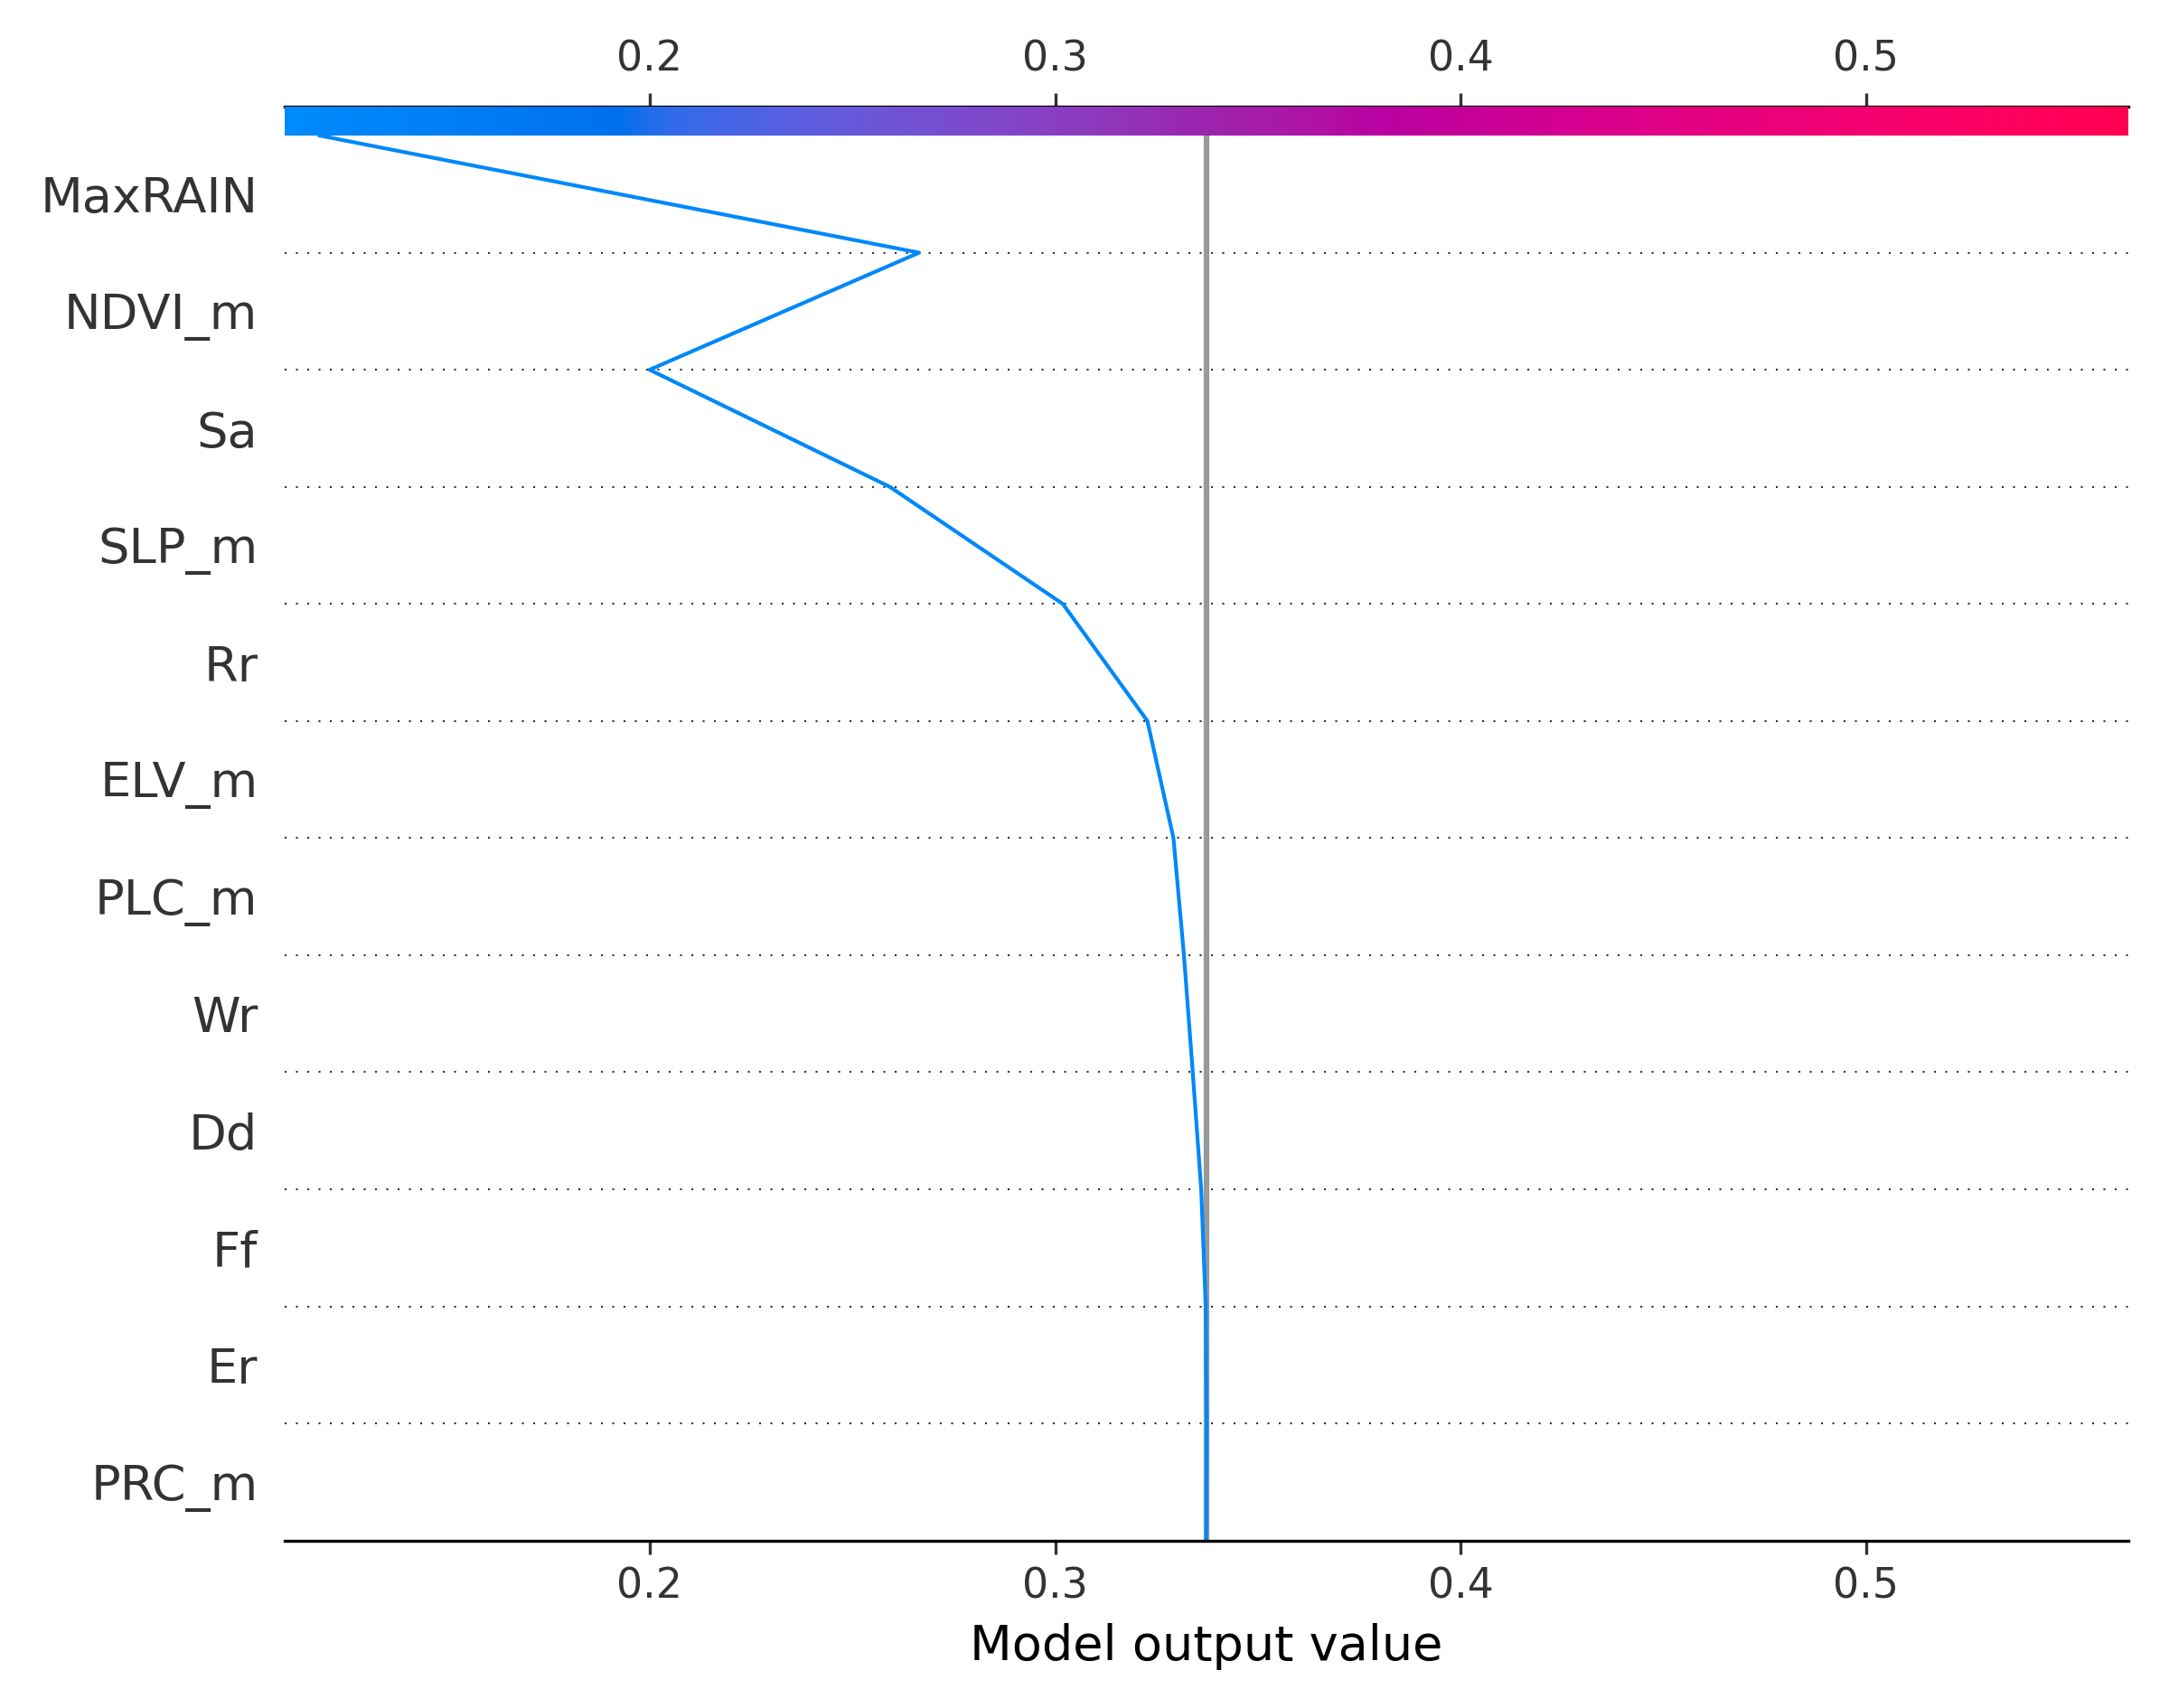 0.2 0.3 0.4 0.5
MaxRAIN
NDVI_m
Sa
SLP_m
Rr
ELV_m
PLC_m
Wr
Dd
Ff
Er
PRC_m
0.2 0.3 0.4 0.5
Model output value